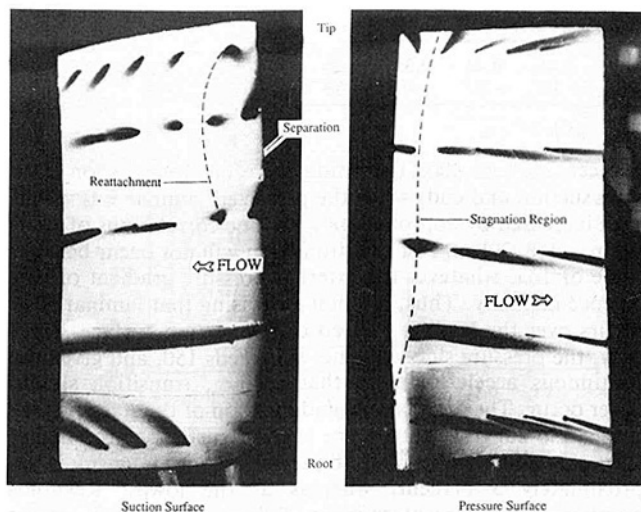 Tip
Separation
Reattachment
Stagnation Region
FLOW
FLOW
Root
Suction Surface
Pressure Surface